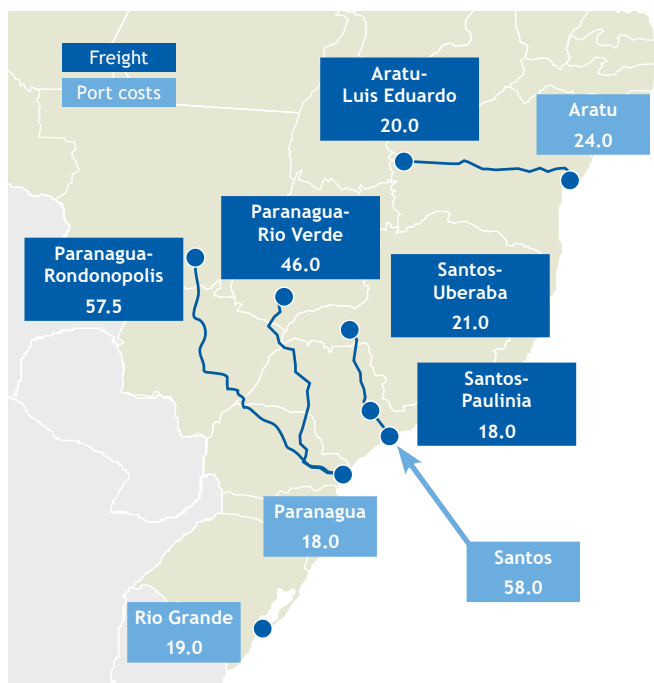 Freight
Port costs
Aratu-
Luis Eduardo
20.0
Aratu
24.0
Paranagua-
Rio Verde
46.0
Paranagua-
Rondonopolis
57.5
Santos-
Uberaba
21.0
Santos-
Paulinia
18.0
Paranagua
18.0
Santos
58.0
Rio Grande
19.0